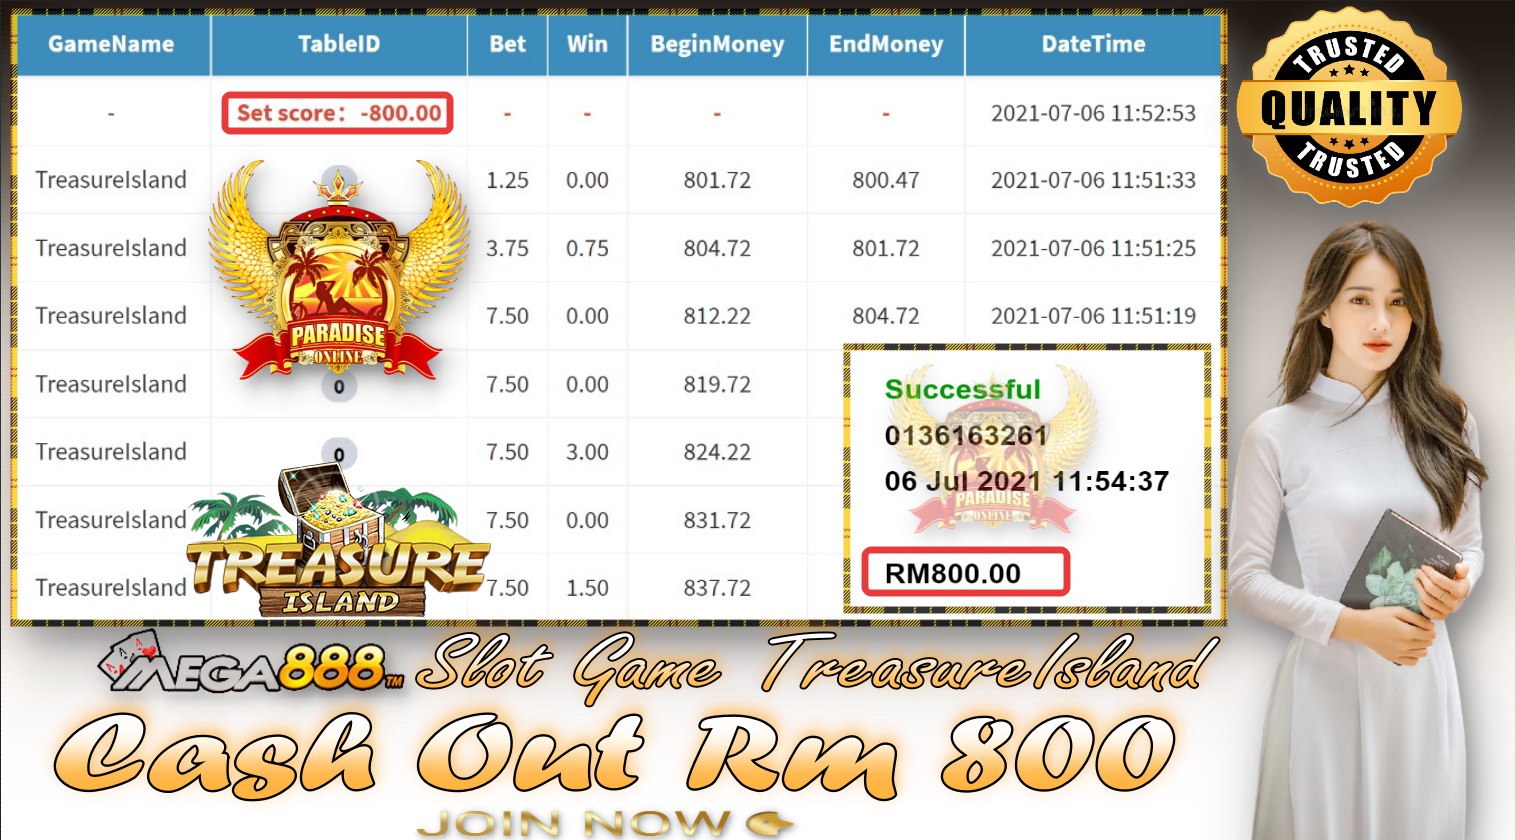 GameName TableID Bet Win BeginMoney EndMoney DateTime
- Set score: -800.00 - - - - 2021-07-06 11:52:53
TreasureIsland 1.25 0.00 801.72 800.47 2021-07-06 11:51:33
TreasureIsland 3.75 0.75 804.72 801.72 2021-07-06 11:51:25
TreasureIsland 7.50 0.00 812.22 804.72 2021-07-06 11:51:19
TreasureIsland 0 7.50 0.00 819.72
TreasureIsland 0 7.50 3.00 824.22
TreasureIsland 7.50 0.00 831.72
TreasureIsland 7.50 1.50 837.72
PARADISE
ONLINE
TREASURE
ISLAND
Successful
0136163261
06 Jul 2021 11:54:37
PARADISE
ONLINE
RM800.00
TRUSTED
QUALITY
TRUSTED
MEGA888 TM Slot Game TreasureIsland
Cash Out Rm 800
JOIN NOW